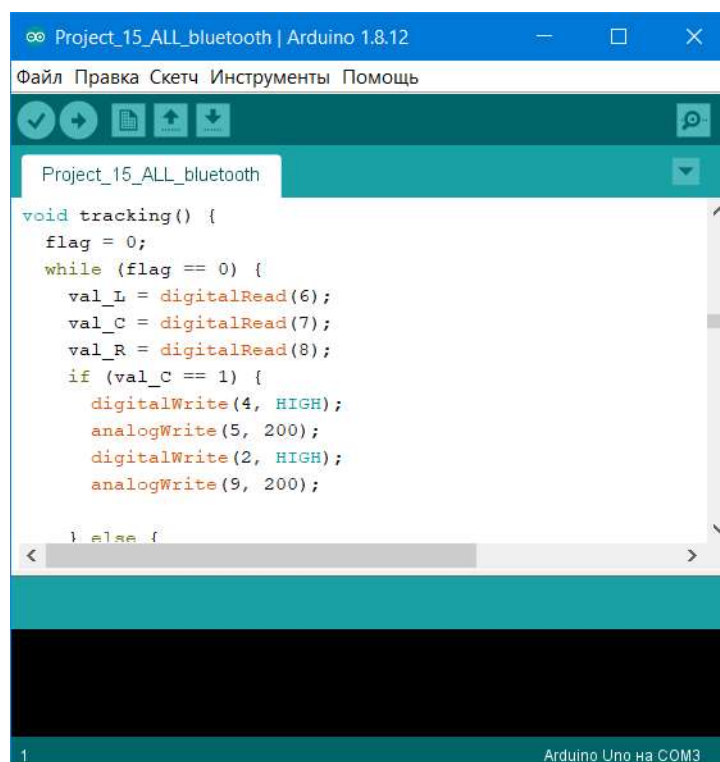 Project_15_ALL_bluetooth | Arduino 1.8.12
Файл Правка Скетч Инструменты Помощь
Project_15_ALL_bluetooth
void tracking() {
  flag = 0;
  while (flag == 0) {
    val_L = digitalRead(6);
    val_C = digitalRead(7);
    val_R = digitalRead(8);
    if (val_C == 1) {
      digitalWrite(4, HIGH);
      analogWrite(5, 200);
      digitalWrite(2, HIGH);
      analogWrite(9, 200);
    } else {
1 Arduino Uno на COM3